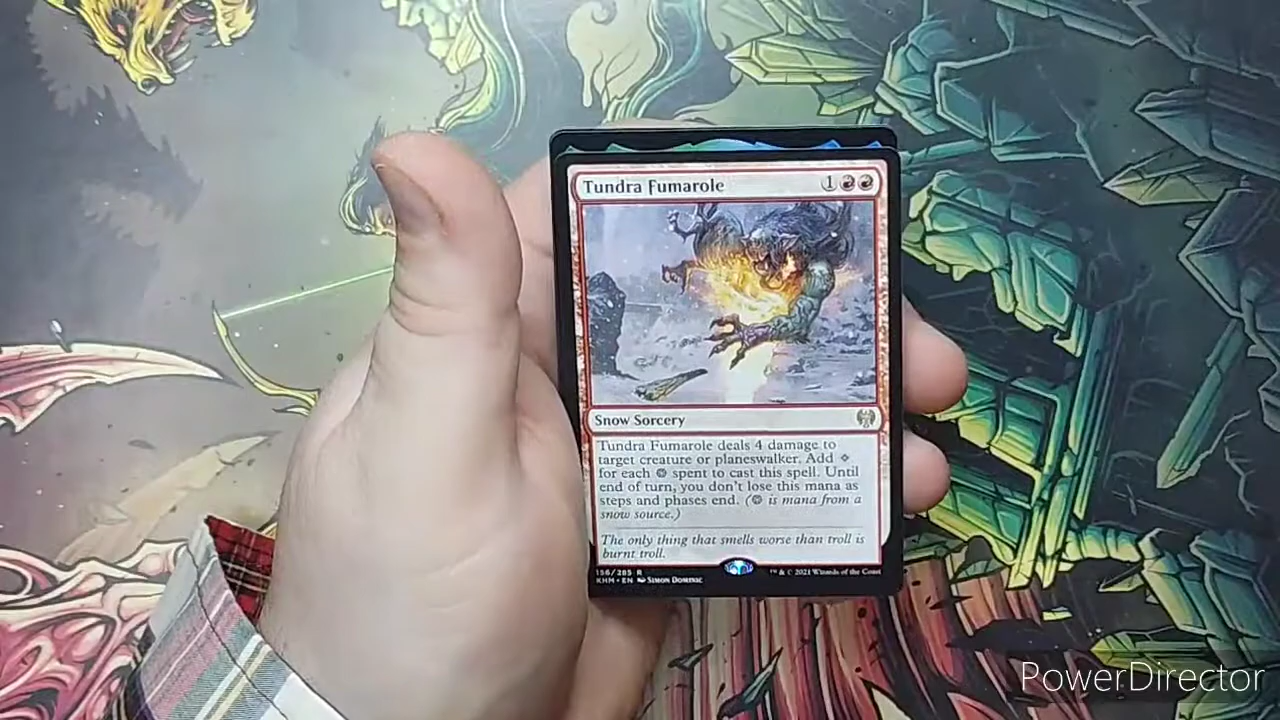 Tundra Fumarole 1
Snow Sorcery
Tundra Fumarole deals 4 damage to
target creature or planeswalker. Add
for each spent to cast this spell. Until
end of turn, you don't lose this mana as
steps and phases end. ( is mana from a
snow source.)
The only thing that smells worse than troll is
burnt troll.
156/285 R
KHM • EN Simon Dominic
™ & © 2021 Wizards of the Coast
PowerDirector